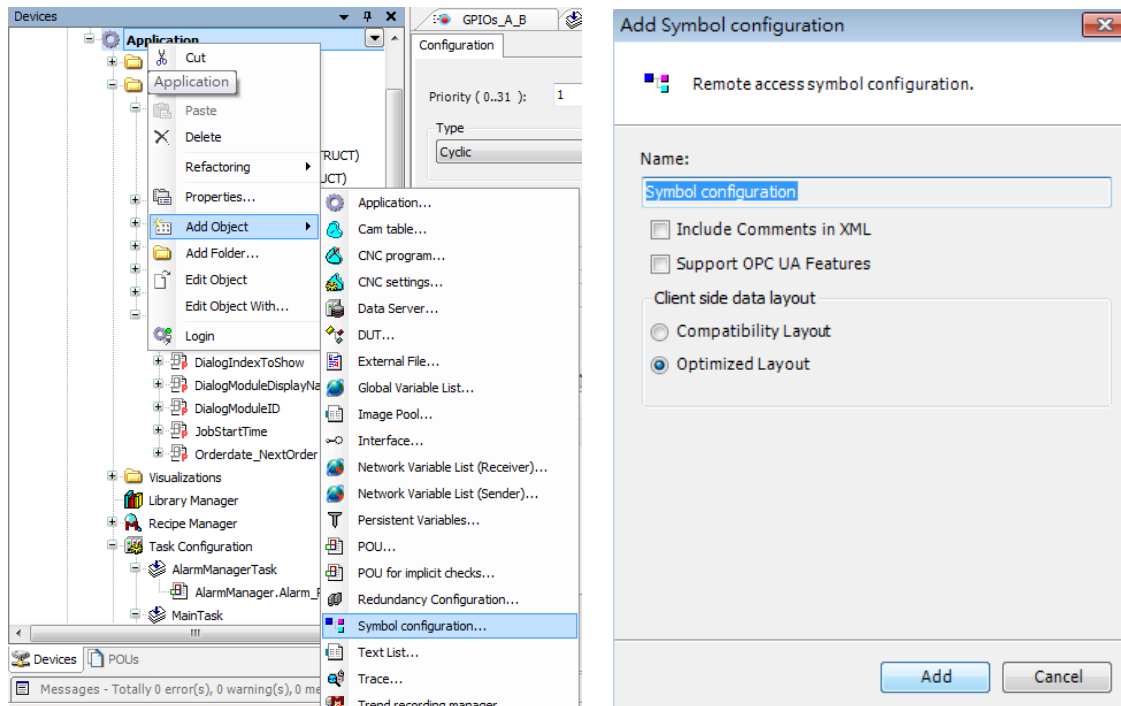 Devices
Application
Cut
Application
Paste
Delete
Refactoring
Properties...
Add Object
Add Folder...
Edit Object
Edit Object With...
Login
RUCT)
JCT)
DialogIndexToShow
DialogModuleDisplayNa
DialogModuleID
JobStartTime
Orderdate_NextOrder
Visualizations
Library Manager
Recipe Manager
Task Configuration
AlarmManagerTask
AlarmManager.Alarm_P
MainTask
Devices
POUs
Messages - Totally 0 error(s), 0 warning(s), 0 me
Application...
Cam table...
CNC program...
CNC settings...
Data Server...
DUT...
External File...
Global Variable List...
Image Pool...
Interface...
Network Variable List (Receiver)...
Network Variable List (Sender)...
Persistent Variables...
POU...
POU for implicit checks...
Redundancy Configuration...
Symbol configuration...
Text List...
Trace...
Trend recording manager
GPIOs_A_B
Configuration
Priority ( 0..31 ): 1
Type
Cyclic
Add Symbol configuration
Remote access symbol configuration.
Name:
Symbol configuration
Include Comments in XML
Support OPC UA Features
Client side data layout
Compatibility Layout
Optimized Layout
Add Cancel